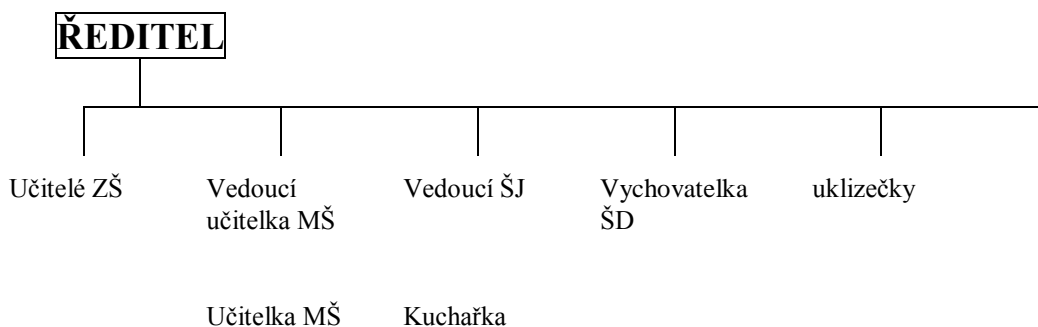 ŘEDITEL
Učitelé ZŠ
Vedoucí
učitelka MŠ
Vedoucí ŠJ
Vychovatelka
ŠD
uklizečky
Učitelka MŠ
Kuchařka